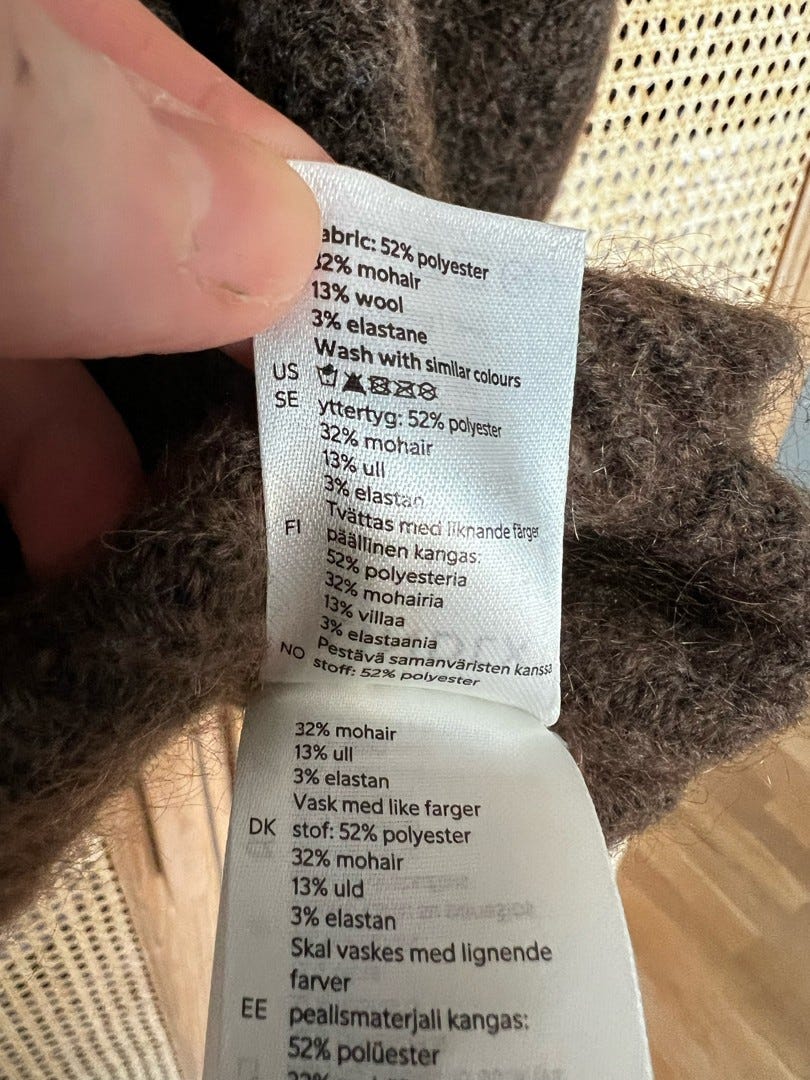 abric: 52% polyester
32% mohair
13% wool
3% elastane
Wash with similar colours
US
SE yttertyg: 52% polyester
32% mohair
13% ull
3% elastan
Tvättas med liknande färger
FI päällinen kangas:
52% polyesteria
32% mohairia
13% villaa
3% elastaania
Pestävä samanväristen kanssa
NO stoff: 52% polyester
32% mohair
13% ull
3% elastan
Vask med like farger
DK stof: 52% polyester
32% mohair
13% uld
3% elastan
Skal vaskes med lignende
farver
EE pealismaterjali kangas:
52% polüester